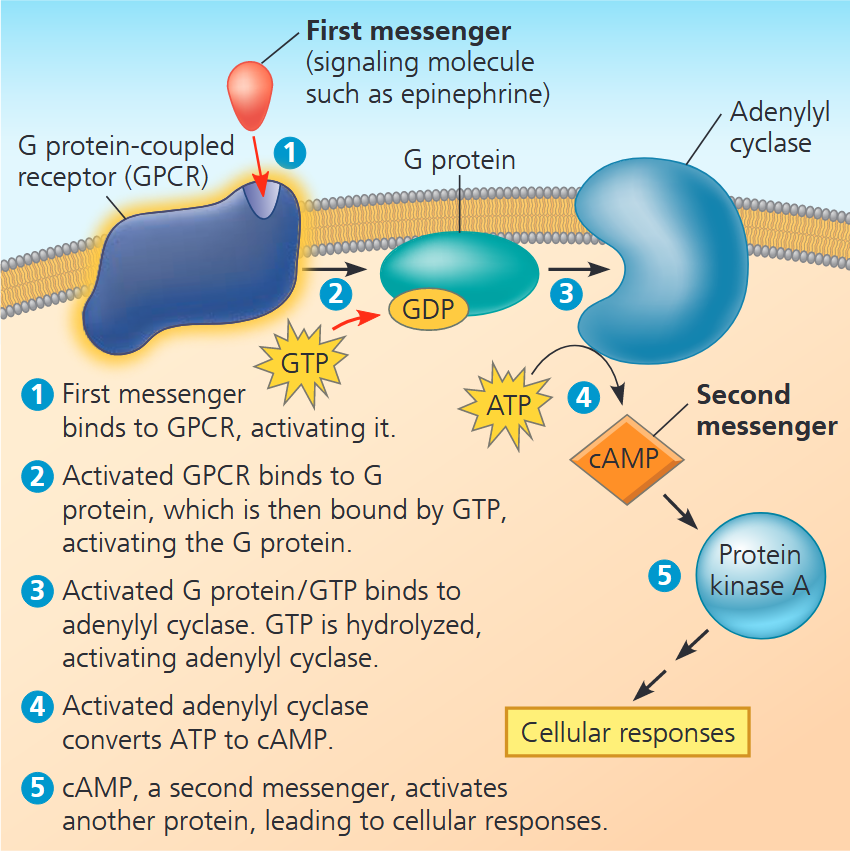 First messenger
(signaling molecule
such as epinephrine)
Adenylyl
cyclase
G protein-coupled
receptor (GPCR)
1
G protein
2
3
GDP
GTP
ATP
4
Second
messenger
cAMP
5
Protein
kinase A
Cellular responses
1 First messenger
binds to GPCR, activating it.
2 Activated GPCR binds to G
protein, which is then bound by GTP,
activating the G protein.
3 Activated G protein/GTP binds to
adenylyl cyclase. GTP is hydrolyzed,
activating adenylyl cyclase.
4 Activated adenylyl cyclase
converts ATP to cAMP.
5 cAMP, a second messenger, activates
another protein, leading to cellular responses.